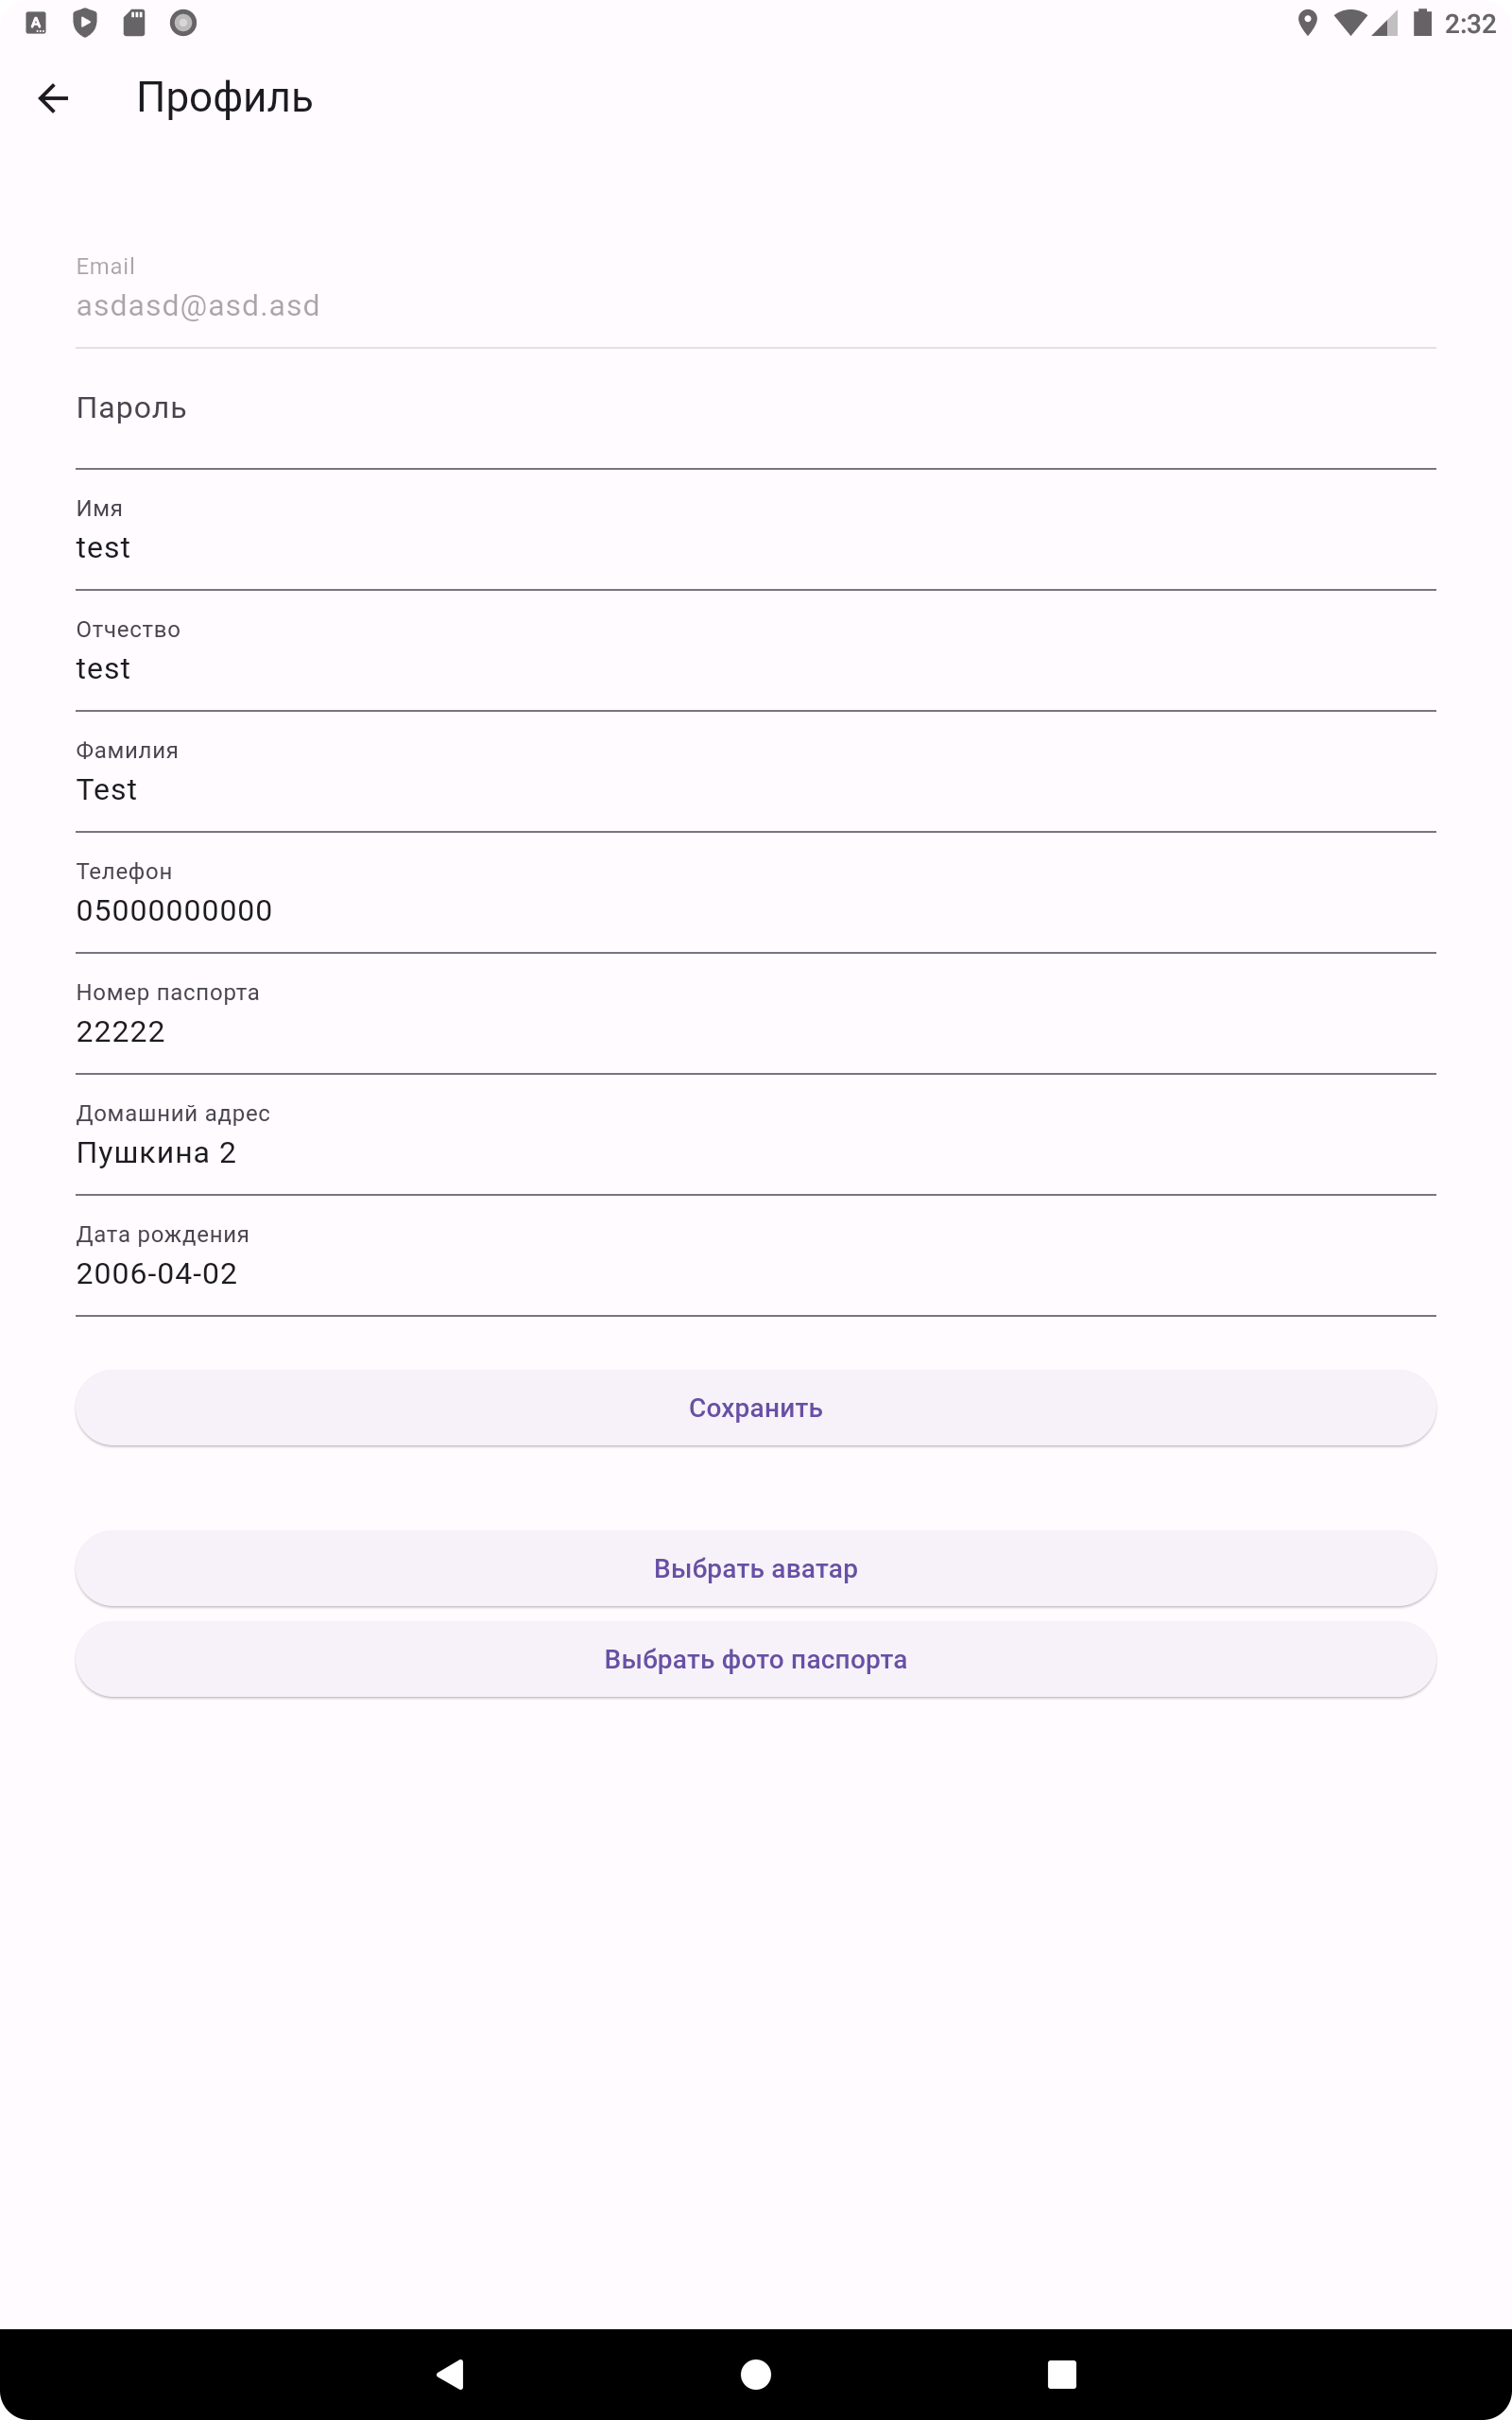 2:32
Профиль
Email
asdasd@asd.asd
Пароль
Имя
test
Отчество
test
Фамилия
Test
Телефон
05000000000
Номер паспорта
22222
Домашний адрес
Пушкина 2
Дата рождения
2006-04-02
Сохранить
Выбрать аватар
Выбрать фото паспорта